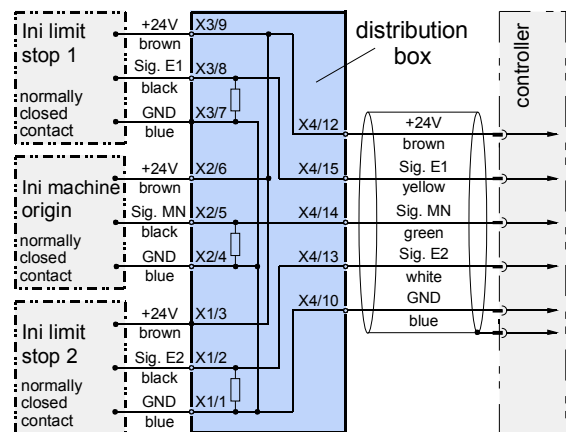 Ini limit
stop 1
normally
closed
contact
+24V
brown
Sig. E1
black
GND
blue
X3/9
X3/8
X3/7
Ini machine
origin
normally
closed
contact
+24V
brown
Sig. MN
black
GND
blue
X2/6
X2/5
X2/4
Ini limit
stop 2
normally
closed
contact
+24V
brown
Sig. E2
black
GND
blue
X1/3
X1/2
X1/1
distribution
box
X4/12
X4/15
X4/14
X4/13
X4/10
+24V
brown
Sig. E1
yellow
Sig. MN
green
Sig. E2
white
GND
blue
controller